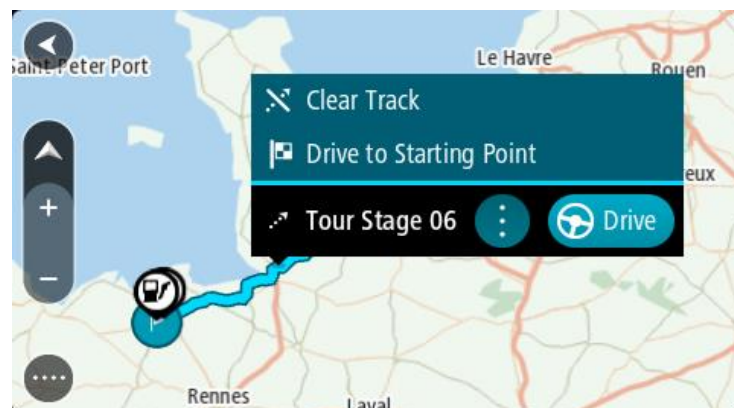 Saint Peter Port
Le Havre
Rouen
Clear Track
Drive to Starting Point
eux
+
Tour Stage 06
Drive
−
Rennes
Laval